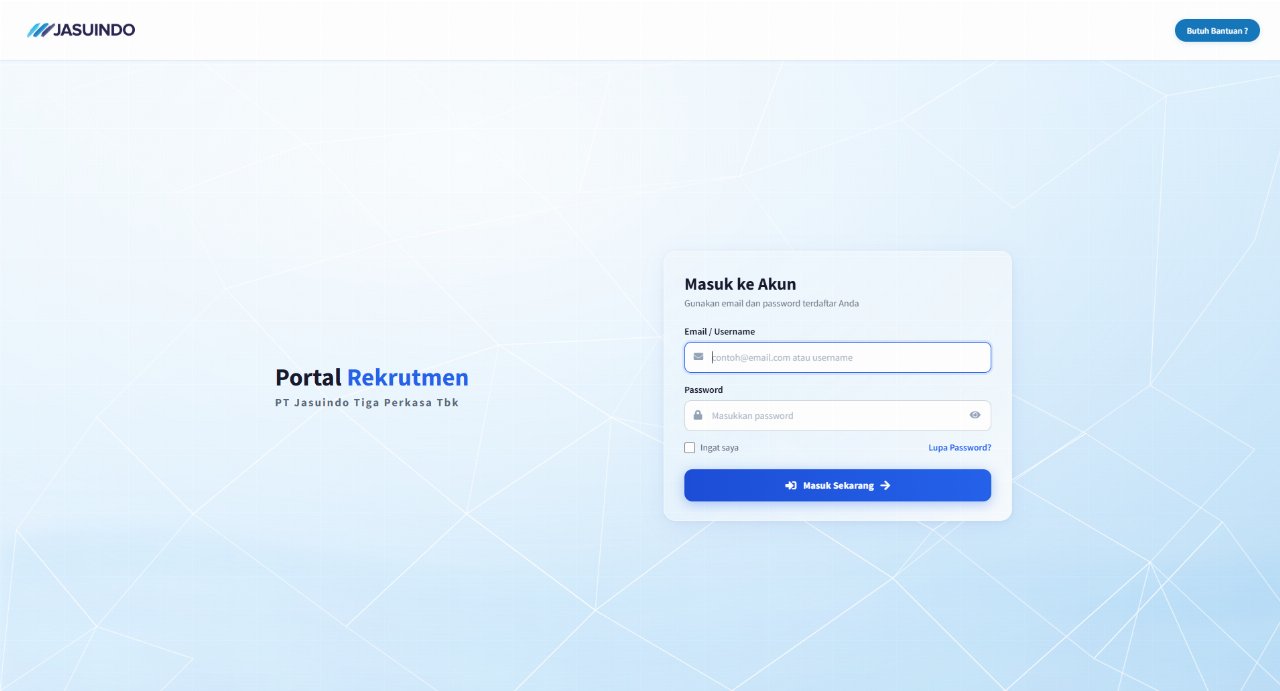 JASUINDO
Butuh Bantuan ?
Portal Rekrutmen
PT Jasuindo Tiga Perkasa Tbk
Masuk ke Akun
Gunakan email dan password terdaftar Anda
Email / Username
contoh@email.com atau username
Password
Masukkan password
Ingat saya
Lupa Password?
Masuk Sekarang